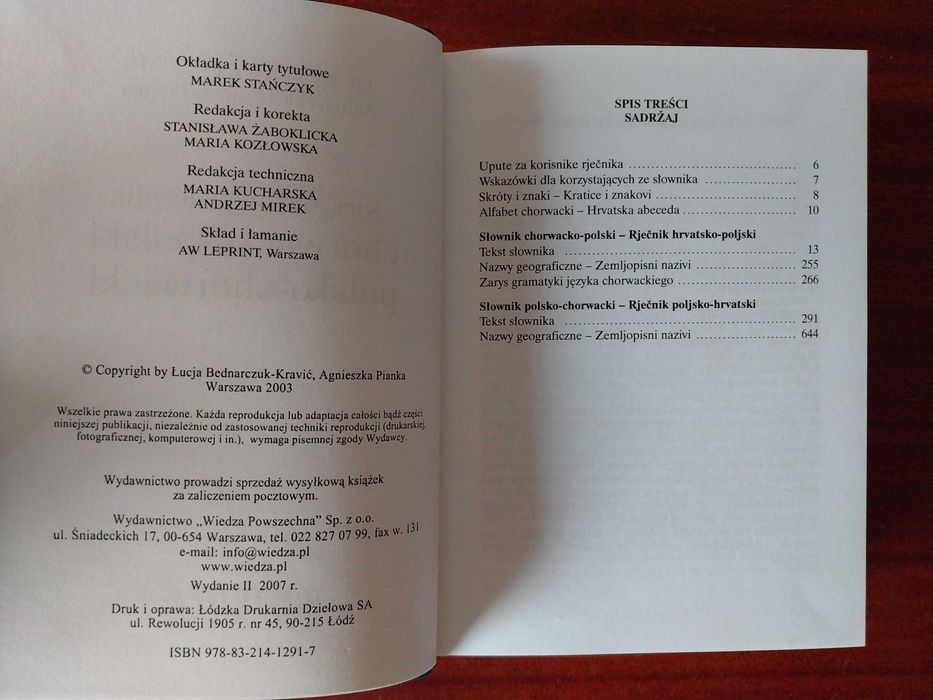 Okładka i karty tytułowe
MAREK STAŃCZYK
Redakcja i korekta
STANISŁAWA ŻABOKLICKA
MARIA KOZŁOWSKA
Redakcja techniczna
MARIA KUCHARSKA
ANDRZEJ MIREK
Skład i łamanie
AW LEPRINT, Warszawa
© Copyright by Łucja Bednarczuk-Kravić, Agnieszka Pianka
Warszawa 2003
Wszelkie prawa zastrzeżone. Każda reprodukcja lub adaptacja całości bądź części
niniejszej publikacji, niezależnie od zastosowanej techniki reprodukcji (drukarskiej,
fotograficznej, komputerowej i in.), wymaga pisemnej zgody Wydawcy.
Wydawnictwo prowadzi sprzedaż wysyłkową książek
za zaliczeniem pocztowym.
Wydawnictwo „Wiedza Powszechna" Sp. z o.o.
ul. Śniadeckich 17, 00-654 Warszawa, tel. 022 827 07 99, fax w. 131
e-mail: info@wiedza.pl
www.wiedza.pl
Wydanie II 2007 r.
Druk i oprawa: Łódzka Drukarnia Dziełowa SA
ul. Rewolucji 1905 r. nr 45, 90-215 Łódź
ISBN 978-83-214-1291-7
SPIS TREŚCI
SADRŽAJ
Upute za korisnike rječnika ........................ 6
Wskazówki dla korzystających ze słownika ............ 7
Skróty i znaki – Kratice i znakovi .................. 8
Alfabet chorwacki – Hrvatska abeceda ................ 10
Słownik chorwacko-polski – Rječnik hrvatsko-poljski
Tekst słownika ...................................... 13
Nazwy geograficzne – Zemljopisni nazivi ............. 255
Zarys gramatyki języka chorwackiego ................. 266
Słownik polsko-chorwacki – Rječnik poljsko-hrvatski
Tekst słownika ...................................... 291
Nazwy geograficzne – Zemljopisni nazivi ............. 644